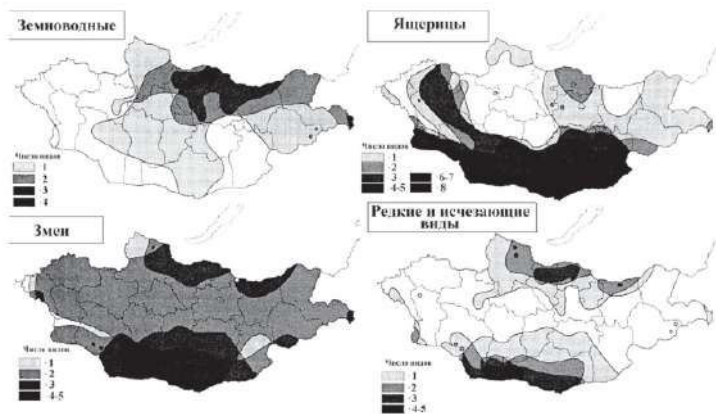 Земноводные
Число видов
- 1
- 2
- 3
- 4
Ящерицы
Число видов
- 1
- 2
- 3
- 4-5
- 6-7
- 8
Змеи
Число видов
- 1
- 2
- 3
- 4-5
Редкие и исчезающие
виды
Число видов
- 1
- 2
- 3
- 4-5